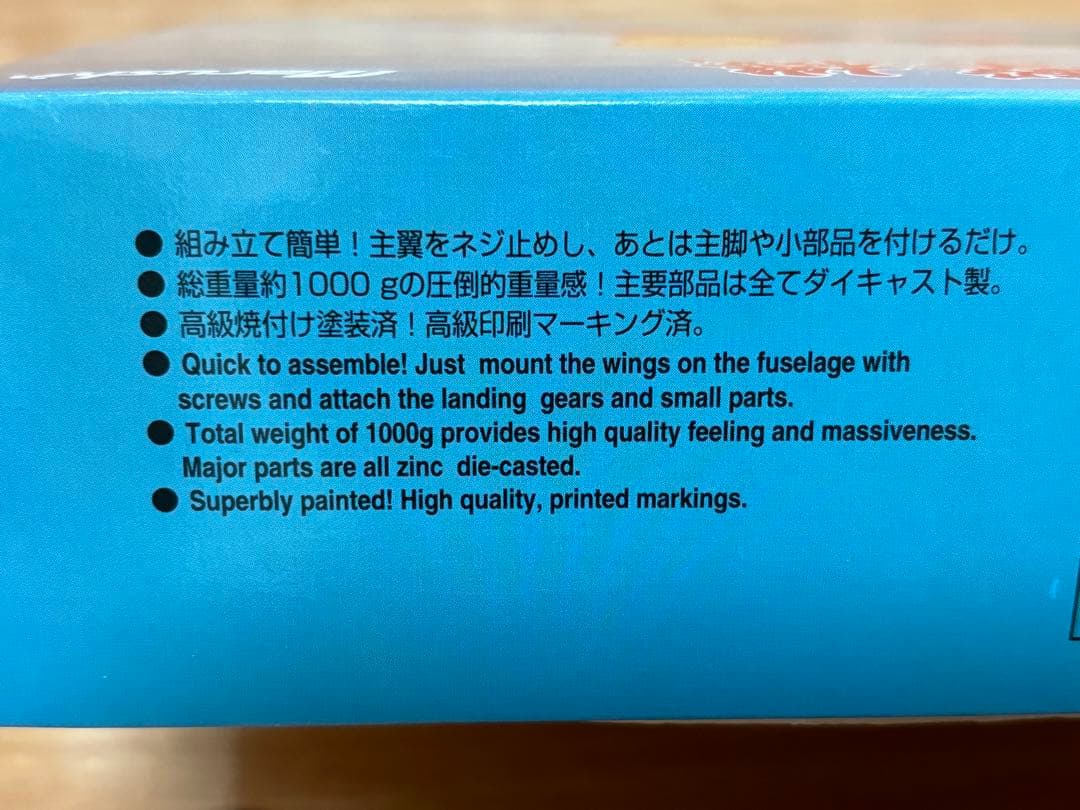 ● 組み立て簡単！主翼をネジ止めし、あとは主脚や小部品を付けるだけ。
● 総重量約1000 gの圧倒的重量感！主要部品は全てダイキャスト製。
● 高級焼付け塗装済！高級印刷マーキング済。
● Quick to assemble! Just mount the wings on the fuselage with
screws and attach the landing gears and small parts.
● Total weight of 1000g provides high quality feeling and massiveness.
Major parts are all zinc die-casted.
● Superbly painted! High quality, printed markings.